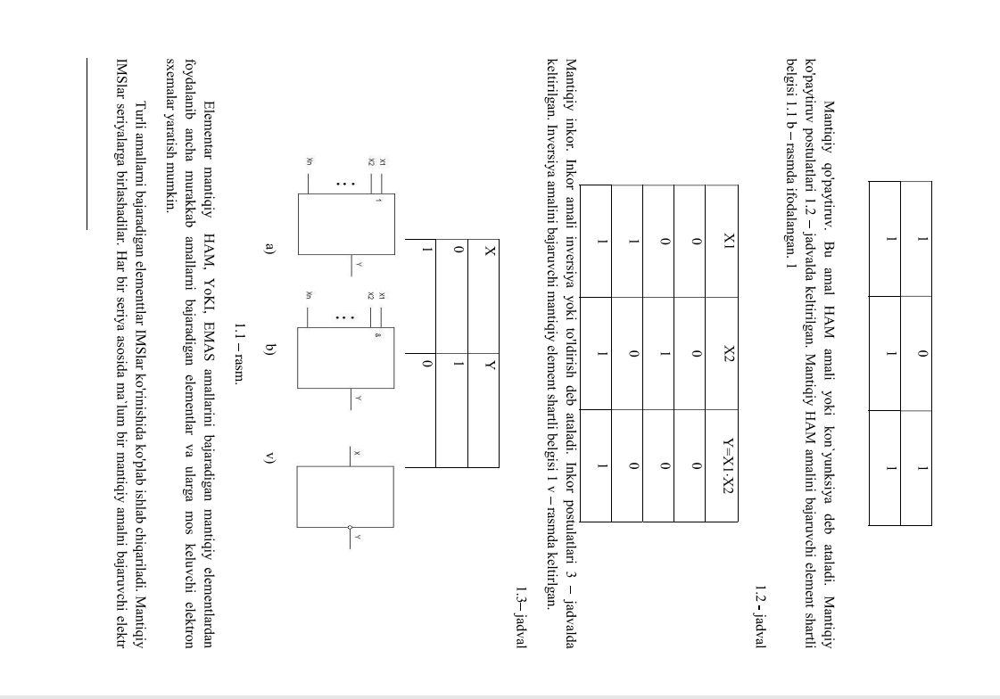 1 0 1
1 1 1
Mantiqiy qo'paytiruv. Bu amal HAM amali yoki kon`yunksiya deb ataladi. Mantiqiy
ko'paytiruv postulatlari 1.2 – jadvalda keltirilgan. Mantiqiy HAM amalini bajaruvchi element shartli
belgisi 1.1 b – rasmda ifodalangan. 1
1.2 - jadval
X1 X2 Y=X1·X2
0 0 0
0 1 0
1 0 0
1 1 1
Mantiqiy inkor. Inkor amali inversiya yoki to'ldirish deb ataladi. Inkor postulatlari 3 – jadvalda
keltirilgan. Inversiya amalini bajaruvchi mantiqiy element shartli belgisi 1 v – rasmda keltirlgan.
1.3– jadval
X Y
0 1
1 0
X1 1 X1 & X Y
X2 X2
Y Y
Xn Xn
a) b) v)
1.1 – rasm.
Elementar mantiqiy HAM, YoKI, EMAS amallarini bajaradigan mantiqiy elementlardan
foydalanib ancha murakkab amallarni bajaradigan elementlar va ularga mos keluvchi elektron
sxemalar yaratish mumkin.
Turli amallarni bajaradigan elementtlar IMSlar ko'rinishida ko'plab ishlab chiqariladi. Mantiqiy
IMSlar seriyalarga birlashadilar. Har bir seriya asosida ma`lum bir mantiqiy amalni bajaruvchi elektr